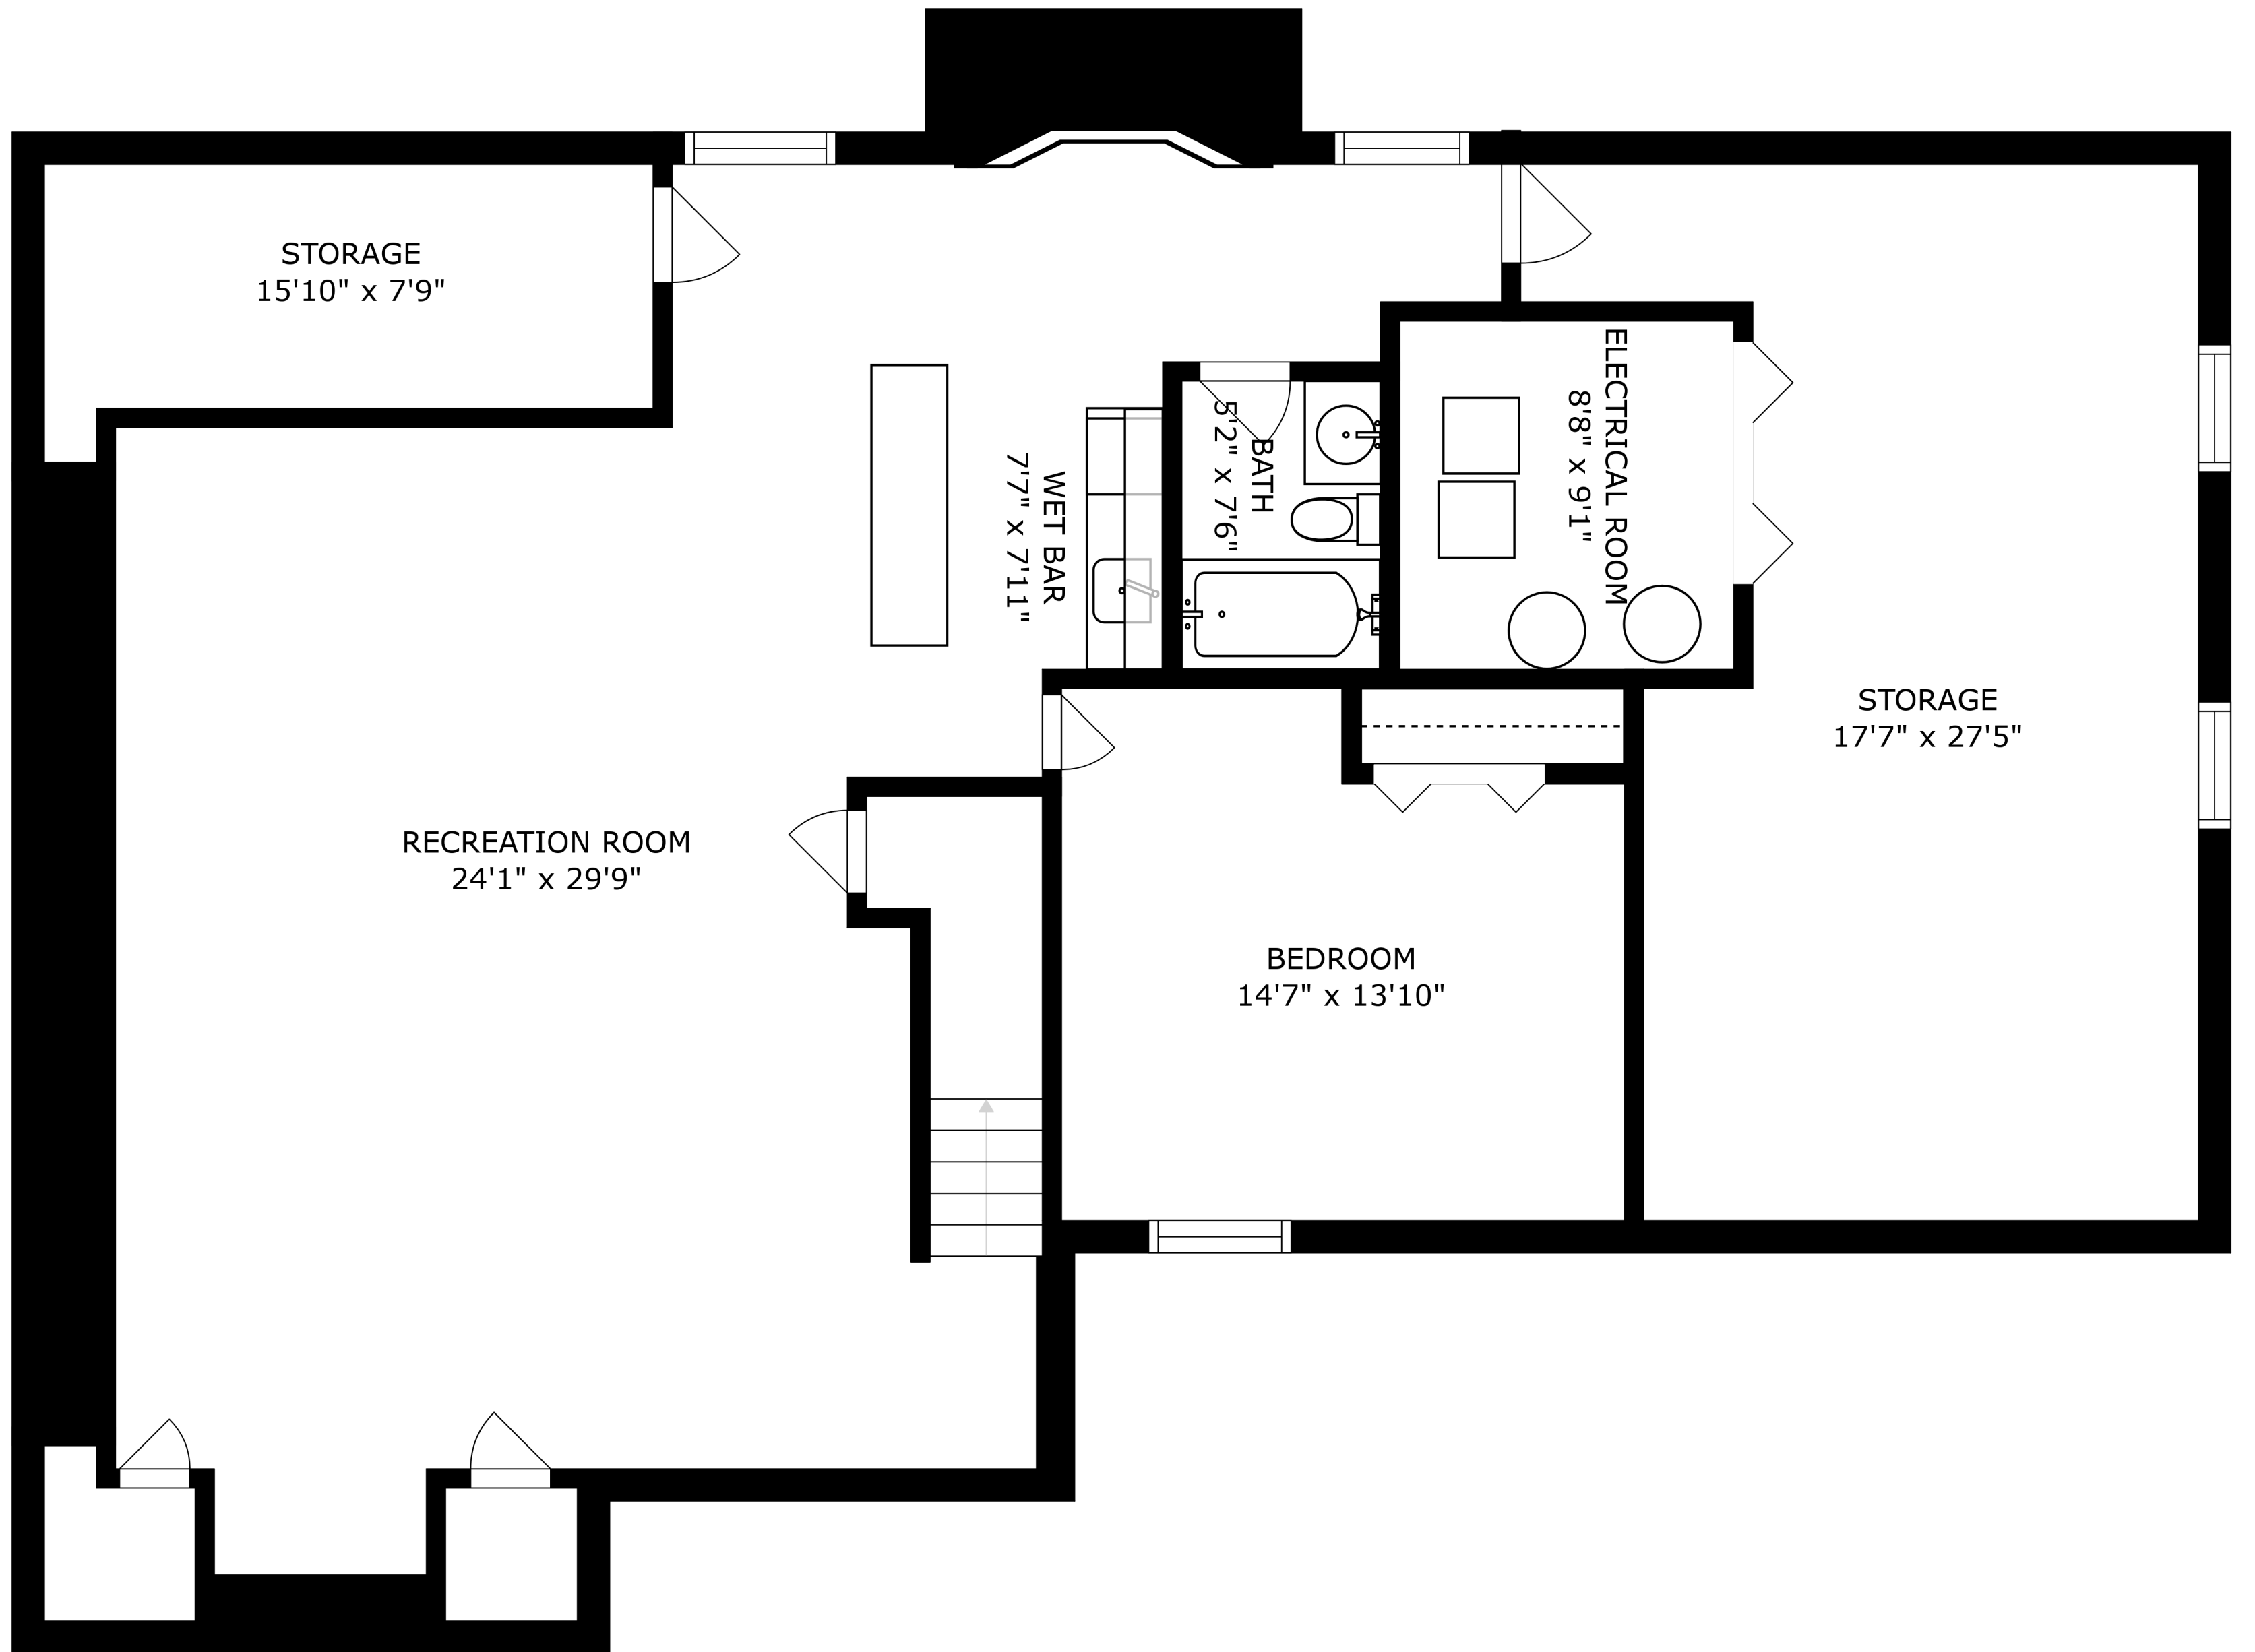 STORAGE
15'10" x 7'9"
WET BAR
7'7" x 7'11"
BATH
5'2" x 7'6"
ELECTRICAL ROOM
8'8" x 9'1"
STORAGE
17'7" x 27'5"
RECREATION ROOM
24'1" x 29'9"
BEDROOM
14'7" x 13'10"